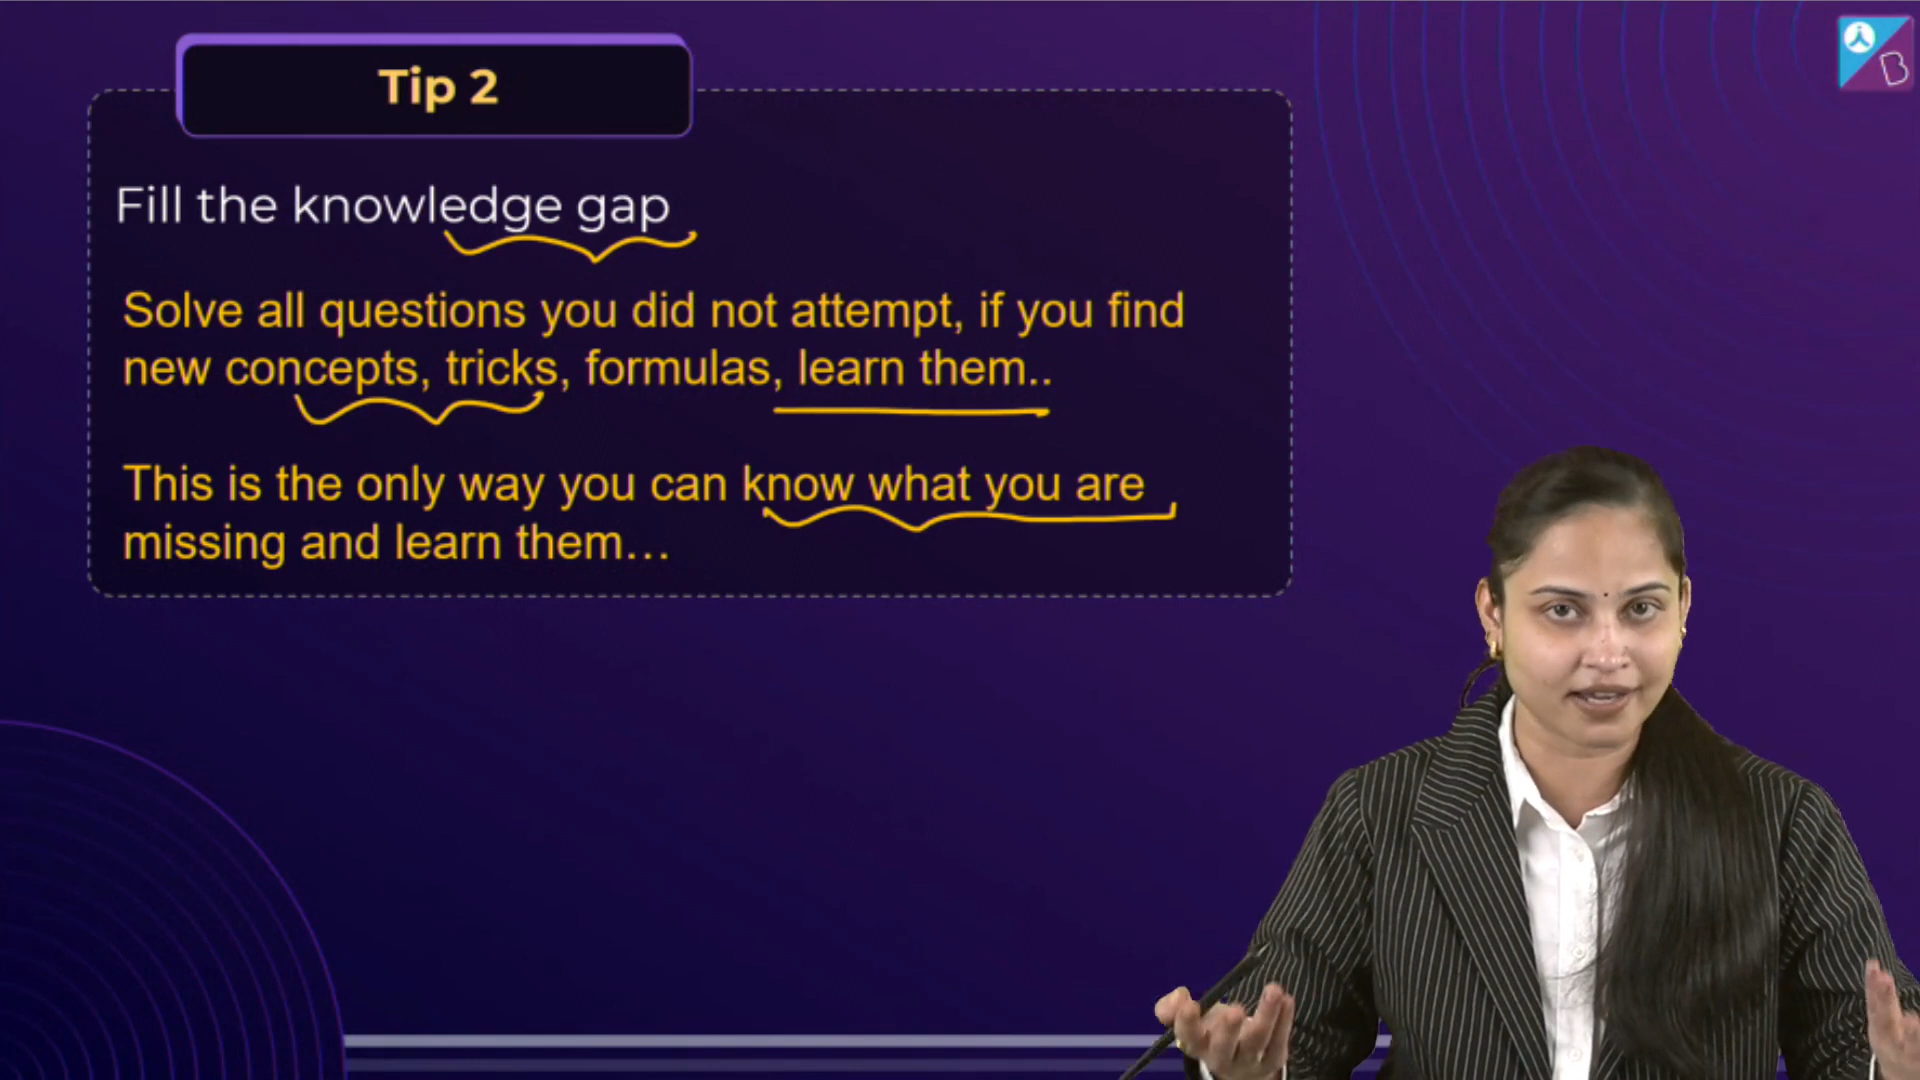 Tip 2
Fill the knowledge gap
Solve all questions you did not attempt, if you find
new concepts, tricks, formulas, learn them..
This is the only way you can know what you are
missing and learn them...
B